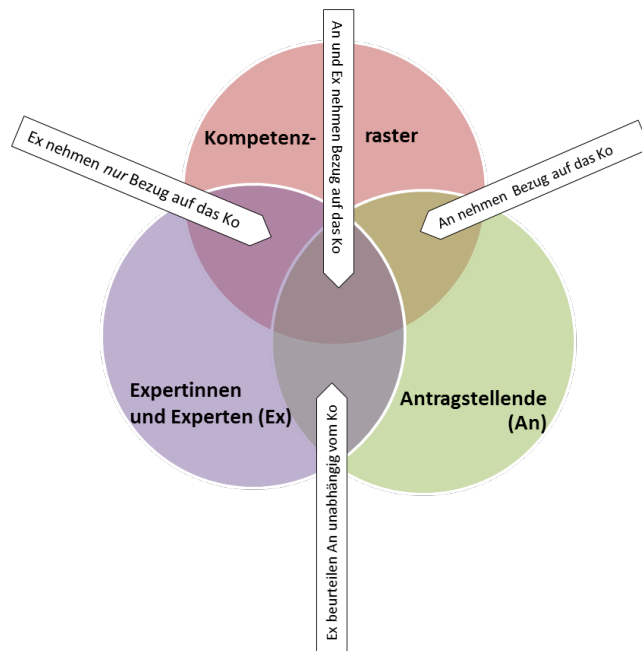 An und Ex nehmen Bezug auf das Ko
Kompetenz- raster
Ex nehmen nur Bezug auf das Ko
An nehmen Bezug auf das Ko
Expertinnen
und Experten (Ex)
Antragstellende
(An)
Ex beurteilen An unabhängig vom Ko